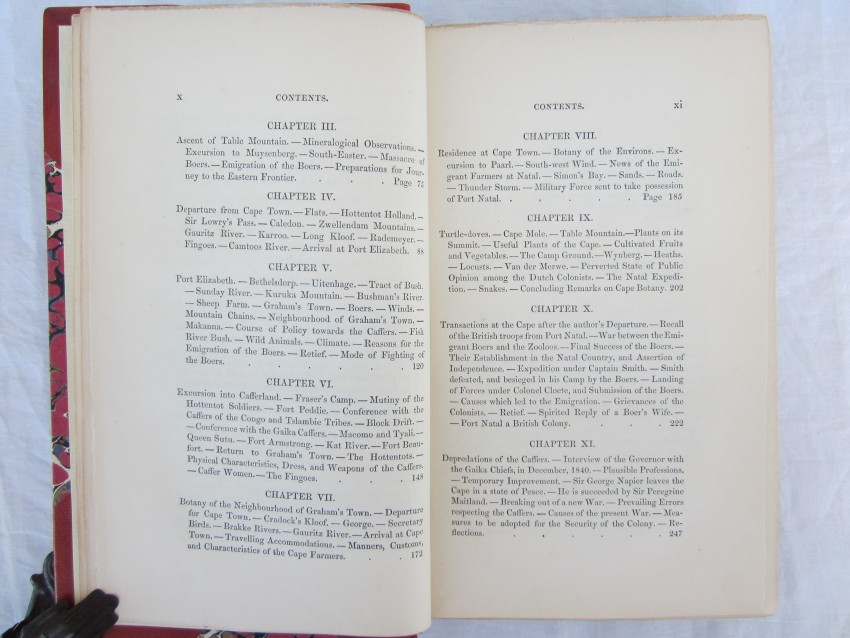 x CONTENTS.
CHAPTER III.
Ascent of Table Mountain. — Mineralogical Observations. —
Excursion to Muysenberg. — South-Easter. — Massacre of
Boers. — Emigration of the Boers. — Preparations for Jour-
ney to the Eastern Frontier. . . . Page 75
CHAPTER IV.
Departure from Cape Town. — Flats. — Hottentot Holland. —
Sir Lowry's Pass. — Caledon. — Zwellendam Mountains. —
Gauritz River. — Karroo. — Long Kloof. — Rademeyer. —
Fingoes. — Camtoos River. — Arrival at Port Elizabeth. 88
CHAPTER V.
Port Elizabeth. — Bethelsdorp. — Uitenhage. — Tract of Bush.
— Sunday River. — Kuruka Mountain. — Bushman's River.
— Sheep Farm. — Graham's Town. — Boers. — Winds. —
Mountain Chains. — Neighbourhood of Graham's Town. —
Makanna. — Course of Policy towards the Caffers. — Fish
River Bush. — Wild Animals. — Climate. — Reasons for the
Emigration of the Boers. — Retief. — Mode of Fighting of
the Boers. . . . . . . 120
CHAPTER VI.
Excursion into Cafferland. — Fraser's Camp. — Mutiny of the
Hottentot Soldiers. — Fort Peddie. — Conference with the
Caffers of the Congo and Tslambie Tribes. — Block Drift. —
— Conference with the Gaika Caffers. — Macomo and Tyali. —
Queen Sutu. — Fort Armstrong. — Kat River. — Fort Beau-
fort. — Return to Graham's Town. — The Hottentots. —
Physical Characteristics, Dress, and Weapons of the Caffers.
— Caffer Women. — The Fingoes. . . . 148
CHAPTER VII.
Botany of the Neighbourhood of Graham's Town. — Departure
for Cape Town. — Cradock's Kloof. — George. — Secretary
Birds. — Brakke Rivers. — Gauritz River. — Arrival at Cape
Town. — Travelling Accommodations. — Manners, Customs,
and Characteristics of the Cape Farmers. . . 172
CONTENTS. xi
CHAPTER VIII.
Residence at Cape Town. — Botany of the Environs. — Ex-
cursion to Paarl. — South-west Wind. — News of the Emi-
grant Farmers at Natal. — Simon's Bay. — Sands. — Roads.
— Thunder Storm. — Military Force sent to take possession
of Port Natal. . . . . . Page 185
CHAPTER IX.
Turtle-doves. — Cape Mole. — Table Mountain. — Plants on its
Summit. — Useful Plants of the Cape. — Cultivated Fruits
and Vegetables. — The Camp Ground. — Wynberg. — Heaths.
— Locusts. — Van der Merwe. — Perverted State of Public
Opinion among the Dutch Colonists. — The Natal Expedi-
tion. — Snakes. — Concluding Remarks on Cape Botany. 202
CHAPTER X.
Transactions at the Cape after the author's Departure. — Recall
of the British troops from Port Natal. — War between the Emi-
grant Boers and the Zooloos. — Final Success of the Boers. —
Their Establishment in the Natal Country, and Assertion of
Independence. — Expedition under Captain Smith. — Smith
defeated, and besieged in his Camp by the Boers. — Landing
of Forces under Colonel Cloete, and Submission of the Boers.
— Causes which led to the Emigration. — Grievances of the
Colonists. — Retief. — Spirited Reply of a Boer's Wife. —
— Port Natal a British Colony. . . . . 222
CHAPTER XI.
Depredations of the Caffers. — Interview of the Governor with
the Gaika Chiefs, in December, 1840. — Plausible Professions.
— Temporary Improvement. — Sir George Napier leaves the
Cape in a state of Peace. — He is succeeded by Sir Peregrine
Maitland. — Breaking out of a new War. — Prevailing Errors
respecting the Caffers. — Causes of the present War. — Mea-
sures to be adopted for the Security of the Colony. — Re-
flections. . . . . . . 247